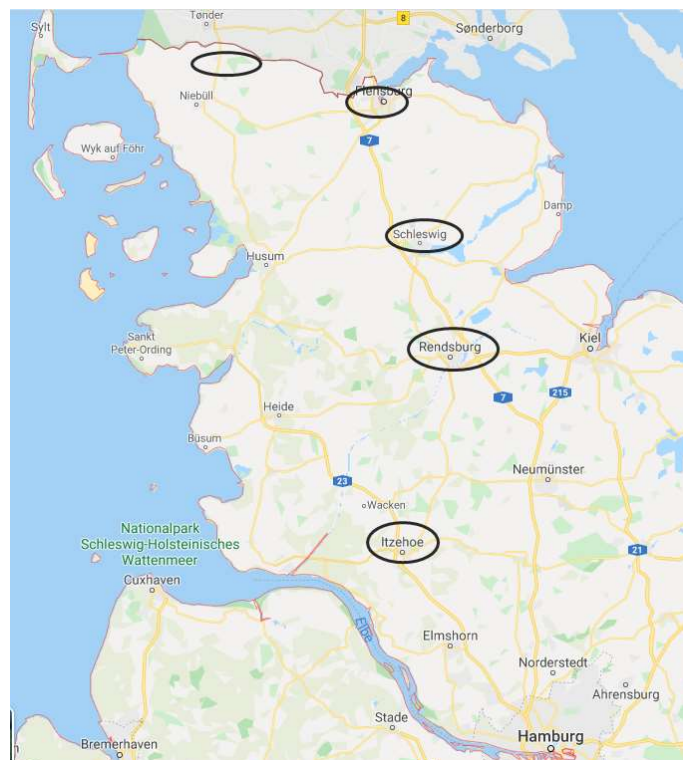 Tønder
8
Sylt
Sønderborg
Flensburg
Niebüll
7
Wyk auf Föhr
Damp
Schleswig
Husum
Sankt
Peter-Ording
Rendsburg
Kiel
215
7
Heide
Büsum
Neumünster
23
Wacken
Nationalpark
Schleswig-Holsteinisches
Wattenmeer
Itzehoe
21
Cuxhaven
Elbe
Elmshorn
Norderstedt
Ahrensburg
Stade
Hamburg
Bremerhaven